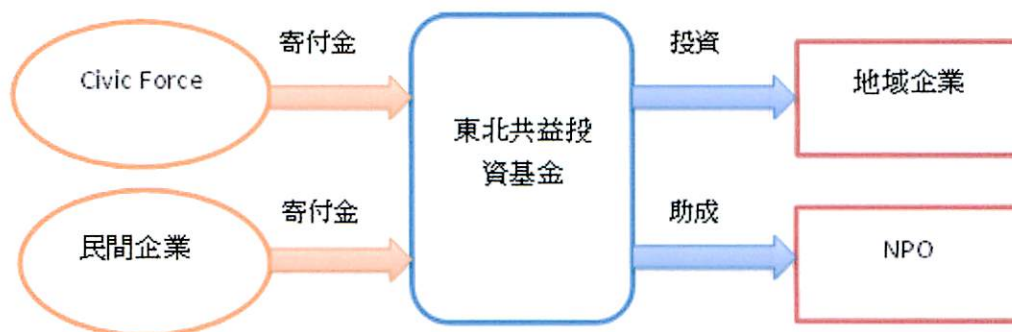 Civic Force
寄付金
東北共益投
資基金
投資
地域企業
民間企業
寄付金
助成
NPO